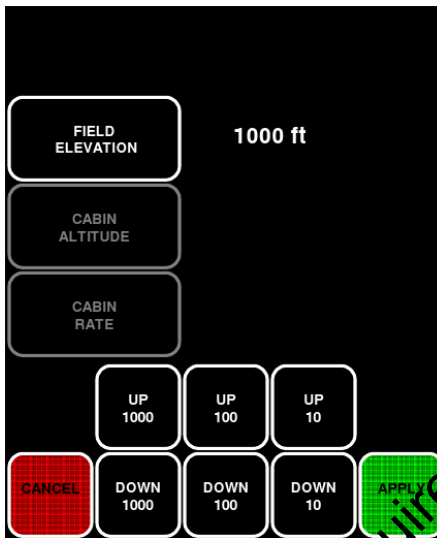 FIELD
ELEVATION
1000 ft
CABIN
ALTITUDE
CABIN
RATE
UP
1000
UP
100
UP
10
CANCEL
DOWN
1000
DOWN
100
DOWN
10
APPLY